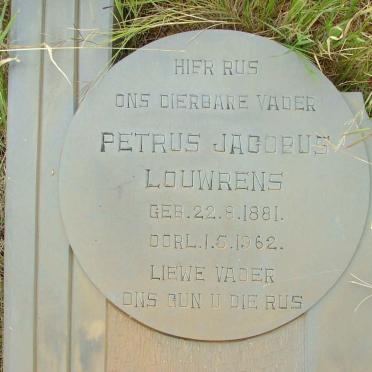 HIER RUS
ONS DIERBARE VADER
PETRUS JACOBUS
LOUWRENS
GEB. 22.8.1881.
OORL. 1.5.1962.
LIEWE VADER
ONS GUN U DIE RUS